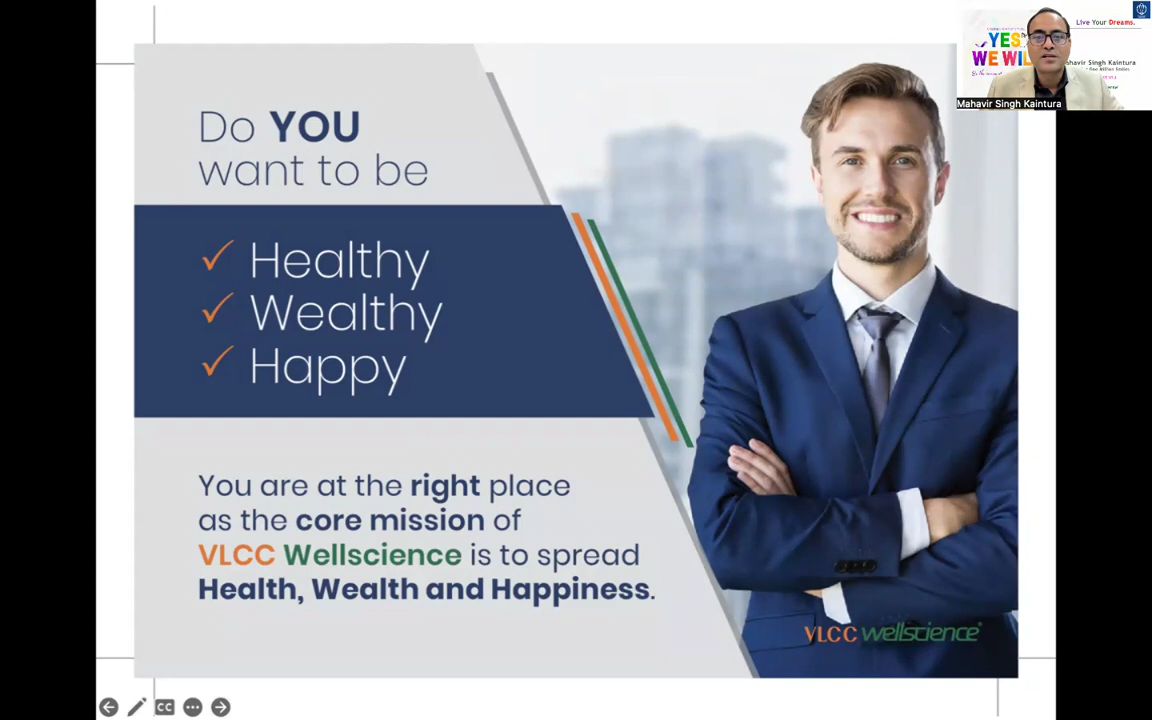 Do YOU
want to be
✓ Healthy
✓ Wealthy
✓ Happy
You are at the right place
as the core mission of
VLCC Wellscience is to spread
Health, Wealth and Happiness.
VLCC wellscience®
Live Your Dreams.
YES
WE WIL
ahavir Singh Kaintura
Mahavir Singh Kaintura
CC